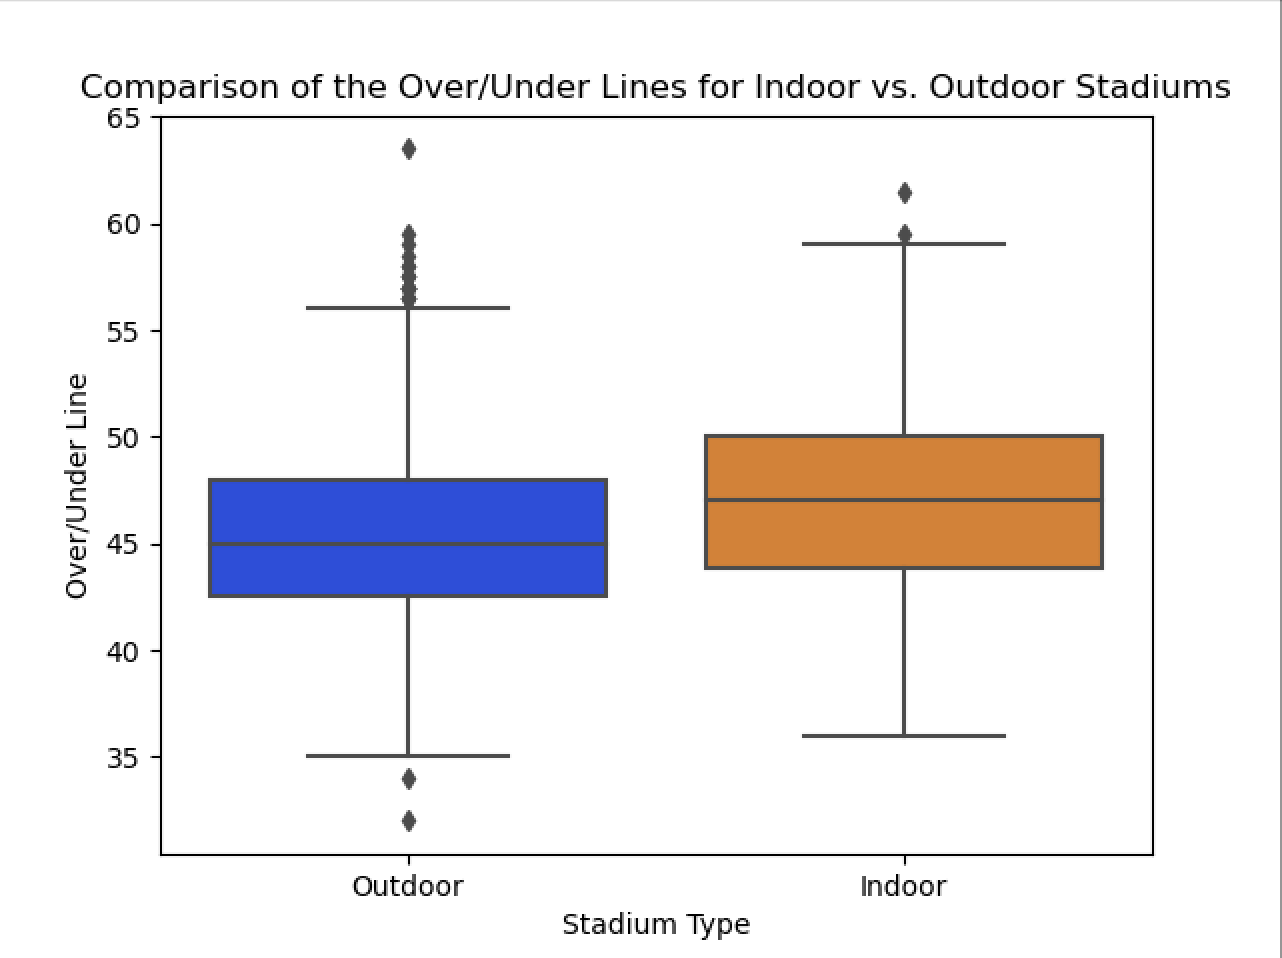 Comparison of the Over/Under Lines for Indoor vs. Outdoor Stadiums
65
60
55
50
45
40
35
Over/Under Line
Outdoor
Indoor
Stadium Type